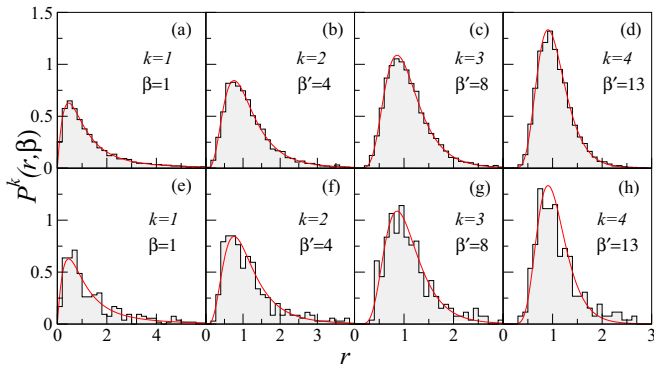 (a) (b) (c) (d)
k=1 k=2 k=3 k=4
β=1 β'=4 β'=8 β'=13
1.5
1
0.5
0
(e) (f) (g) (h)
k=1 k=2 k=3 k=4
β=1 β'=4 β'=8 β'=13
1
0.5
0
0 2 4 0 1 2 3 0 1 2 0 1 2 3
P^k(r,β)
r